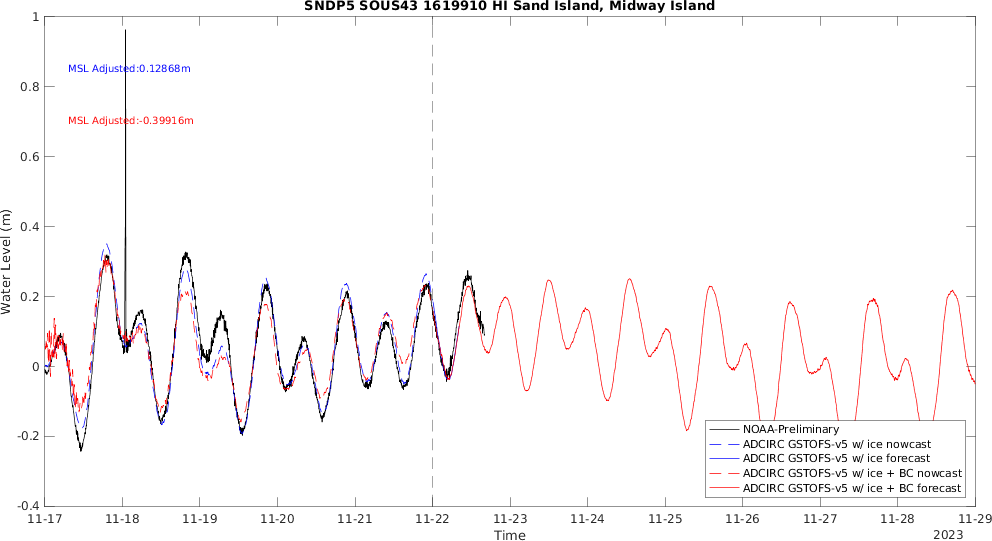 SNDP5 SOUS43 1619910 HI Sand Island, Midway Island
MSL Adjusted:0.12868m
MSL Adjusted:-0.39916m
Water Level (m)
1
0.8
0.6
0.4
0.2
0
-0.2
-0.4
11-17 11-18 11-19 11-20 11-21 11-22 11-23 11-24 11-25 11-26 11-27 11-28 11-29
Time
2023
NOAA-Preliminary
ADCIRC GSTOFS-v5 w/ ice nowcast
ADCIRC GSTOFS-v5 w/ ice forecast
ADCIRC GSTOFS-v5 w/ ice + BC nowcast
ADCIRC GSTOFS-v5 w/ ice + BC forecast